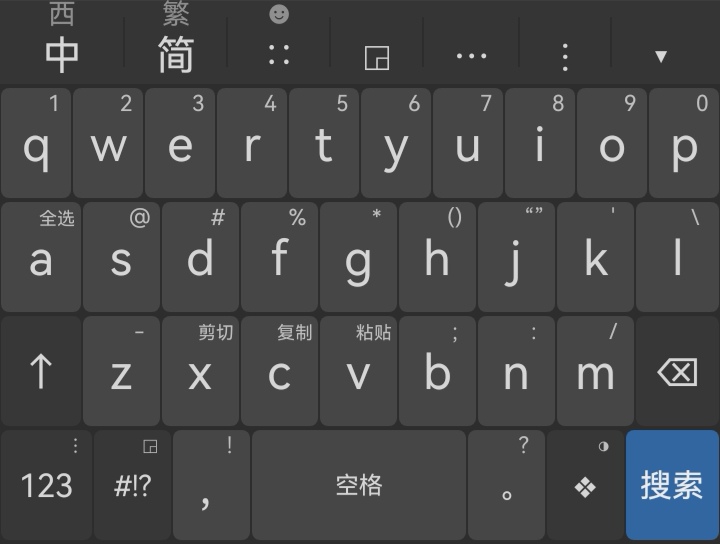 西 繁
中 简
1 2 3 4 5 6 7 8 9 0
q w e r t y u i o p
全选 @ # % * () “” ' \
a s d f g h j k l
- 剪切 复制 粘贴 ; : /
↑ z x c v b n m
! ?
123 #!? , 空格 。 搜索